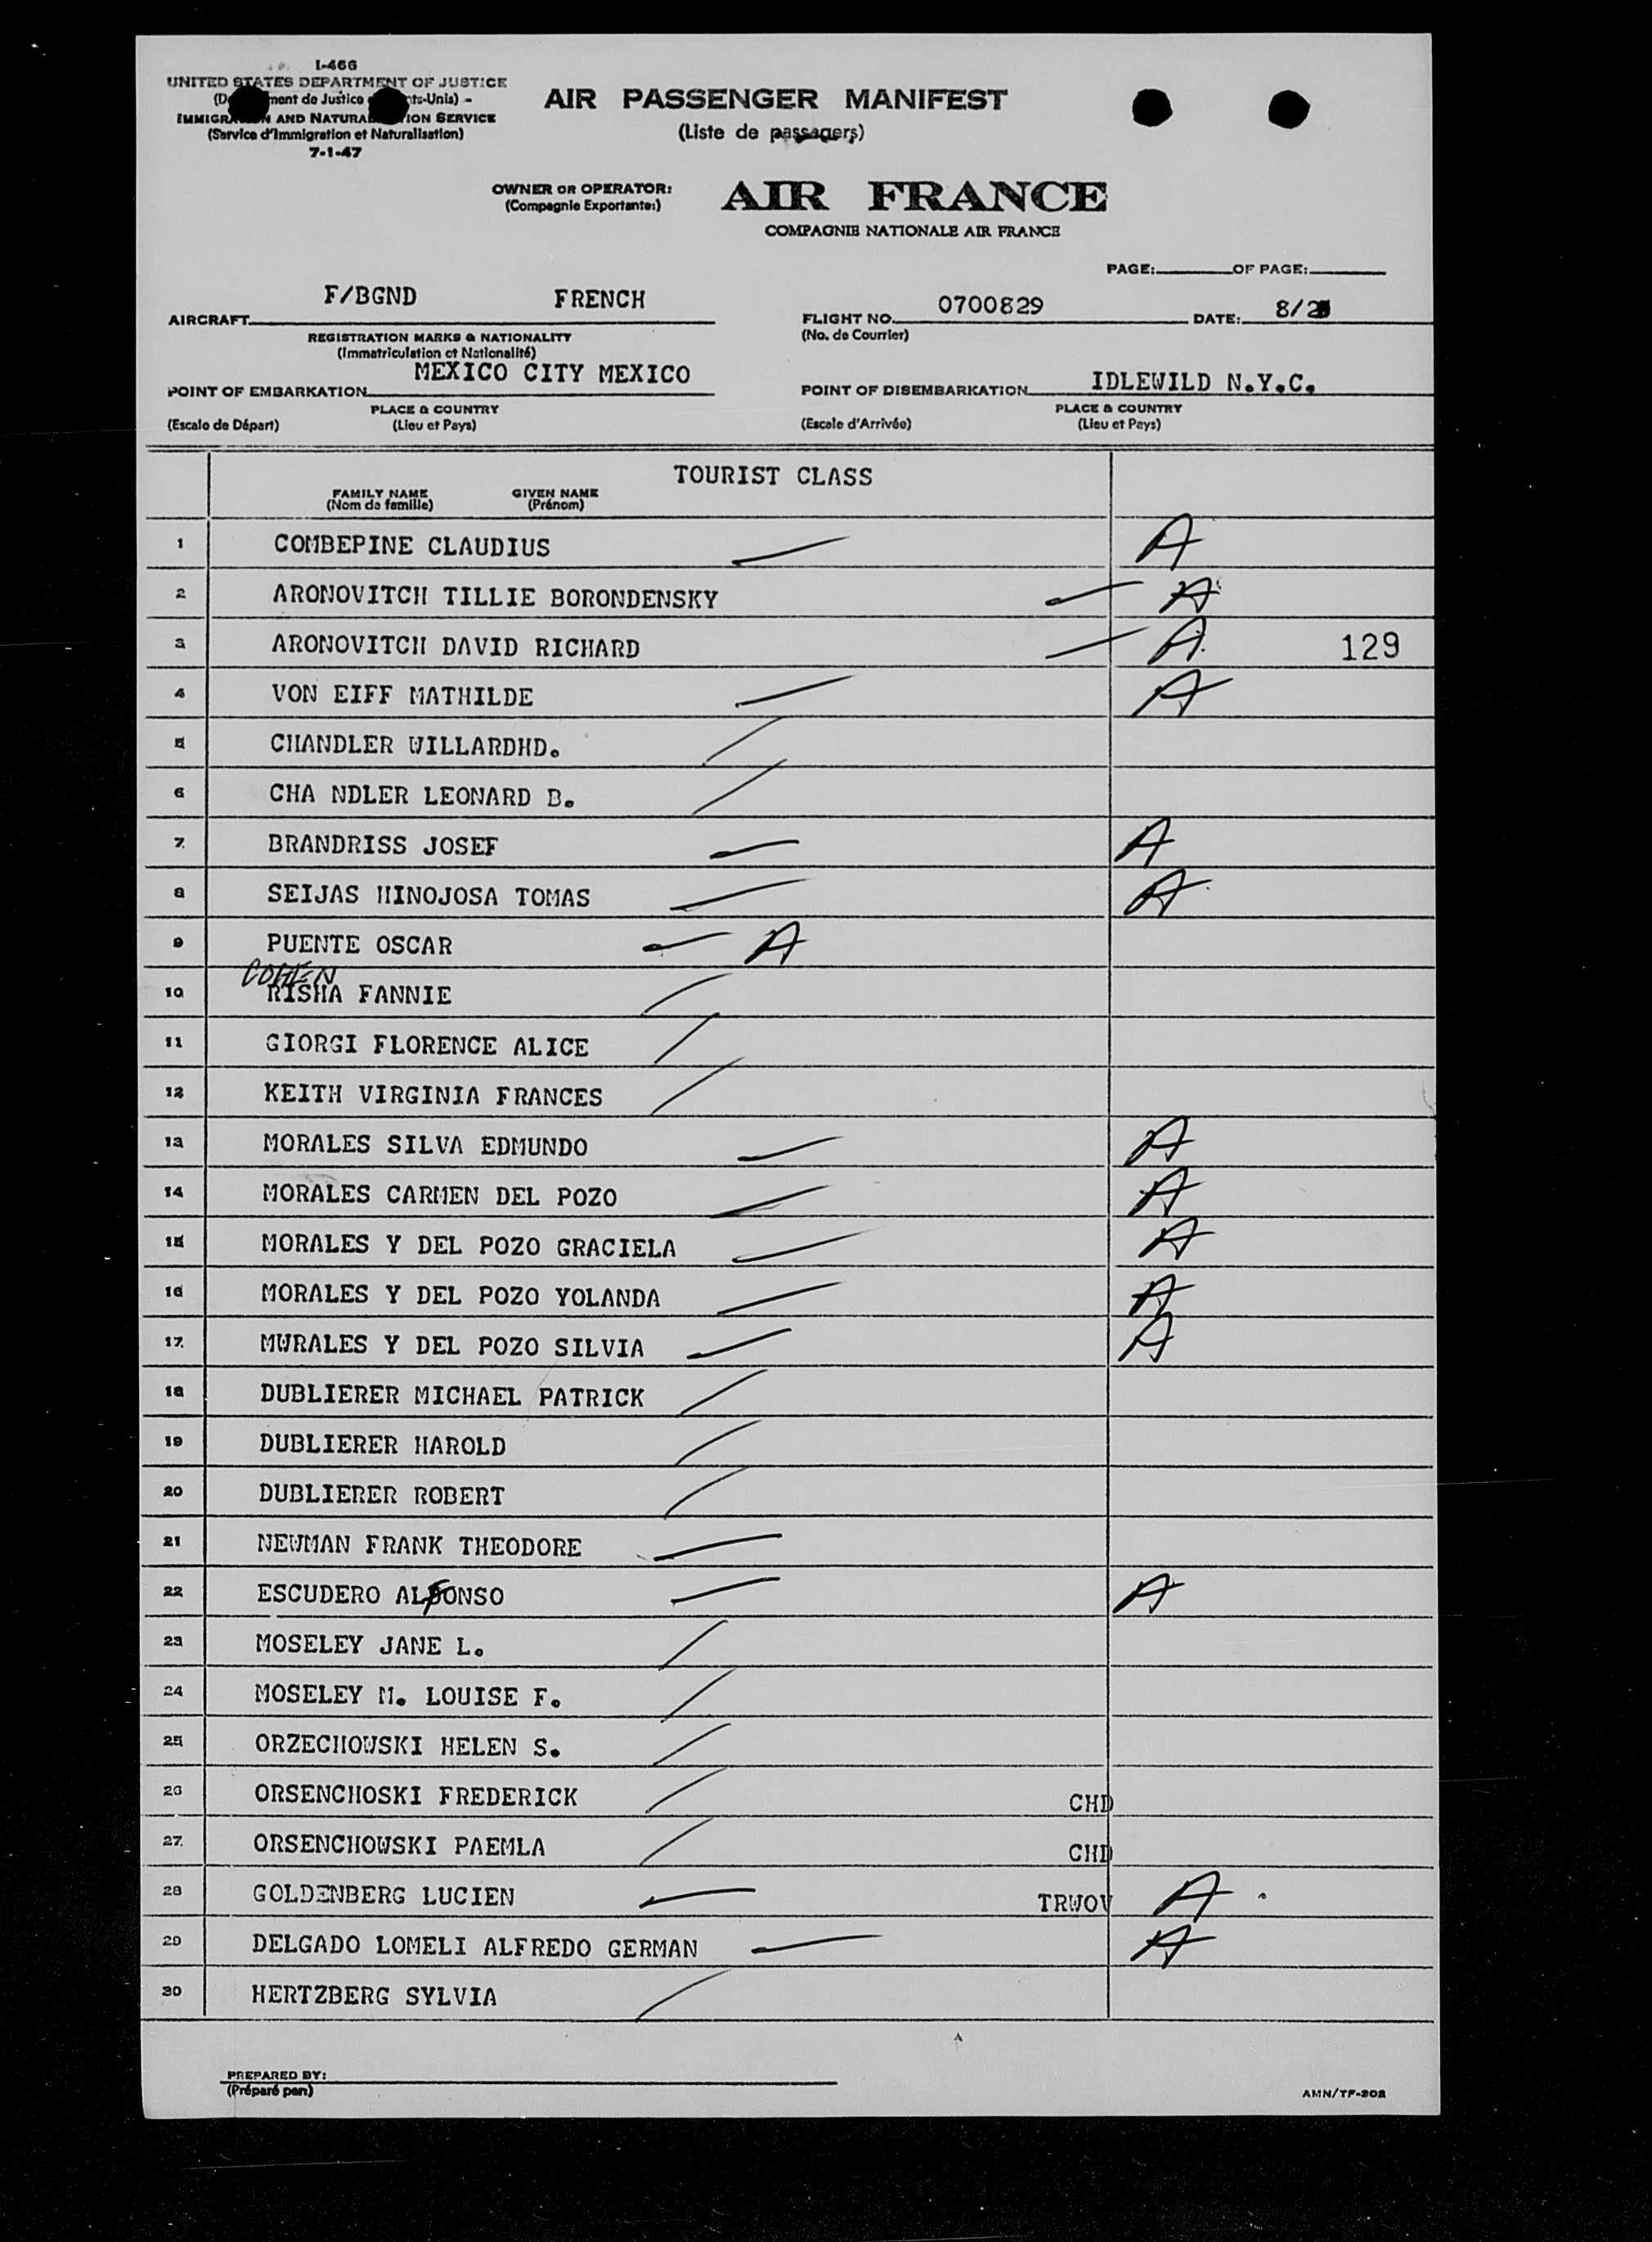 I-466
UNITED STATES DEPARTMENT OF JUSTICE
ment de Justice ts-Unis) -
IMMIGRATION AND NATURALIZATION SERVICE
(Service d'Immigration et Naturalisation)
7-1-47
AIR PASSENGER MANIFEST
(Liste de passagers)
OWNER OR OPERATOR:
(Compagnie Exportante:)
AIR FRANCE
COMPAGNIE NATIONALE AIR FRANCE
PAGE: OF PAGE:
AIRCRAFT F/BGND FRENCH
REGISTRATION MARKS & NATIONALITY
(Immatriculation et Nationalité)
FLIGHT NO. 0700829 DATE: 8/2
(No. de Courrier)
POINT OF EMBARKATION MEXICO CITY MEXICO
PLACE & COUNTRY
(Escale de Départ) (Lieu et Pays)
POINT OF DISEMBARKATION IDLEWILD N.Y.C.
PLACE & COUNTRY
(Escale d'Arrivée) (Lieu et Pays)
TOURIST CLASS
FAMILY NAME GIVEN NAME
(Nom de famille) (Prénom)
1 COMBEPINE CLAUDIUS A
2 ARONOVITCH TILLIE BORONDENSKY A
3 ARONOVITCH DAVID RICHARD A 129
4 VON EIFF MATHILDE A
5 CHANDLER WILLARDHD.
6 CHA NDLER LEONARD B.
7 BRANDRISS JOSEF A
8 SEIJAS HINOJOSA TOMAS A
9 PUENTE OSCAR A
COHEN
10 RISHA FANNIE
11 GIORGI FLORENCE ALICE
12 KEITH VIRGINIA FRANCES
13 MORALES SILVA EDMUNDO A
14 MORALES CARMEN DEL POZO A
15 MORALES Y DEL POZO GRACIELA A
16 MORALES Y DEL POZO YOLANDA A
17 MWRALES Y DEL POZO SILVIA A
18 DUBLIERER MICHAEL PATRICK
19 DUBLIERER HAROLD
20 DUBLIERER ROBERT
21 NEWMAN FRANK THEODORE
22 ESCUDERO ALFONSO A
23 MOSELEY JANE L.
24 MOSELEY M. LOUISE F.
25 ORZECHOWSKI HELEN S.
26 ORSENCHOSKI FREDERICK CHD
27 ORSENCHOWSKI PAEMLA CHD
28 GOLDENBERG LUCIEN TRWOV A
29 DELGADO LOMELI ALFREDO GERMAN A
30 HERTZBERG SYLVIA
A
PREPARED BY:
(Préparé par)
AMN/TF-302